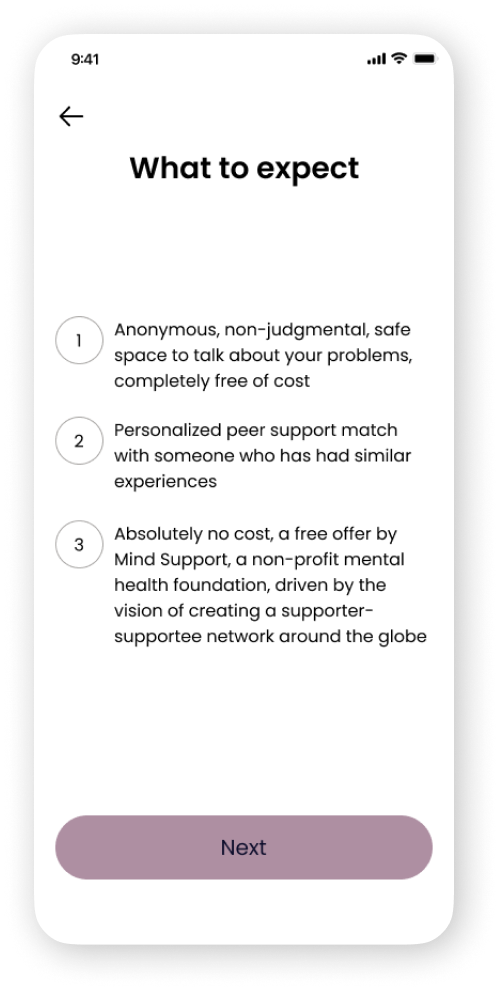 9:41
What to expect
1
Anonymous, non-judgmental, safe
space to talk about your problems,
completely free of cost
2
Personalized peer support match
with someone who has had similar
experiences
3
Absolutely no cost, a free offer by
Mind Support, a non-profit mental
health foundation, driven by the
vision of creating a supporter-
supportee network around the globe
Next